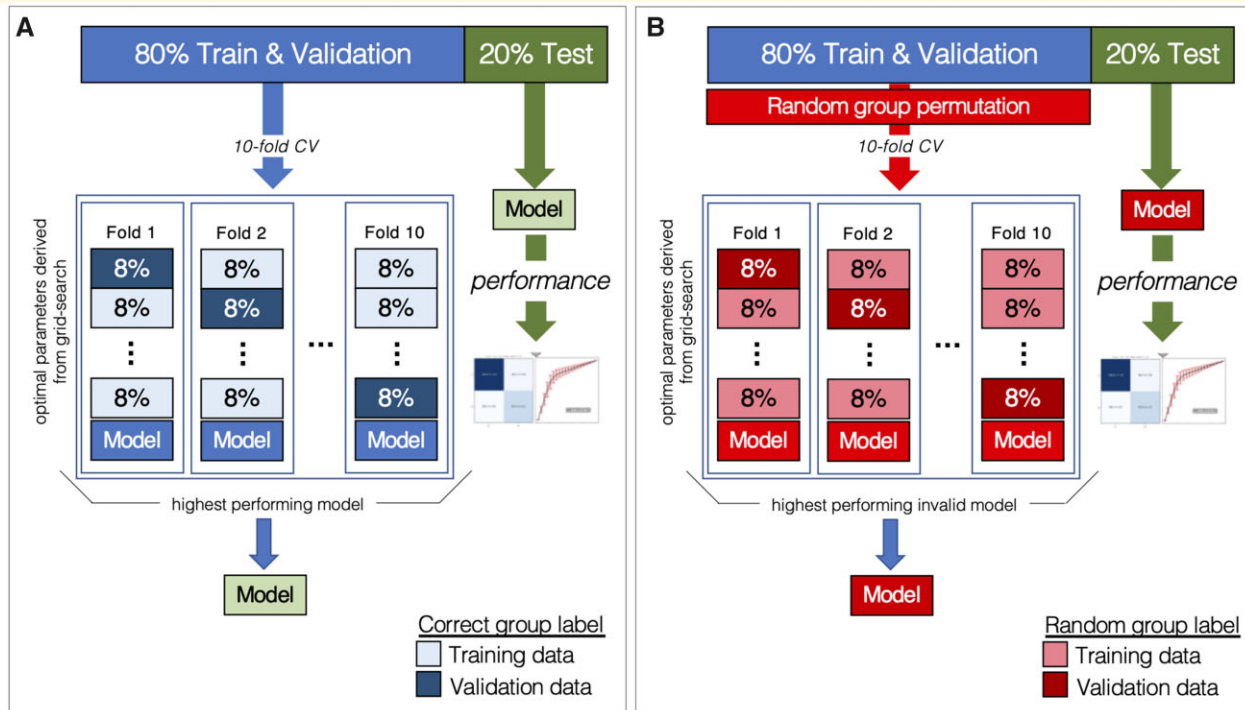 A
80% Train & Validation
20% Test
10-fold CV
optimal parameters derived
from grid-search
Fold 1
8%
8%
8%
Model
Fold 2
8%
8%
8%
Model
...
Fold 10
8%
8%
8%
Model
highest performing model
Model
Model
performance
Correct group label
Training data
Validation data
B
80% Train & Validation
20% Test
Random group permutation
10-fold CV
optimal parameters derived
from grid-search
Fold 1
8%
8%
8%
Model
Fold 2
8%
8%
8%
Model
...
Fold 10
8%
8%
8%
Model
highest performing invalid model
Model
Model
performance
Random group label
Training data
Validation data